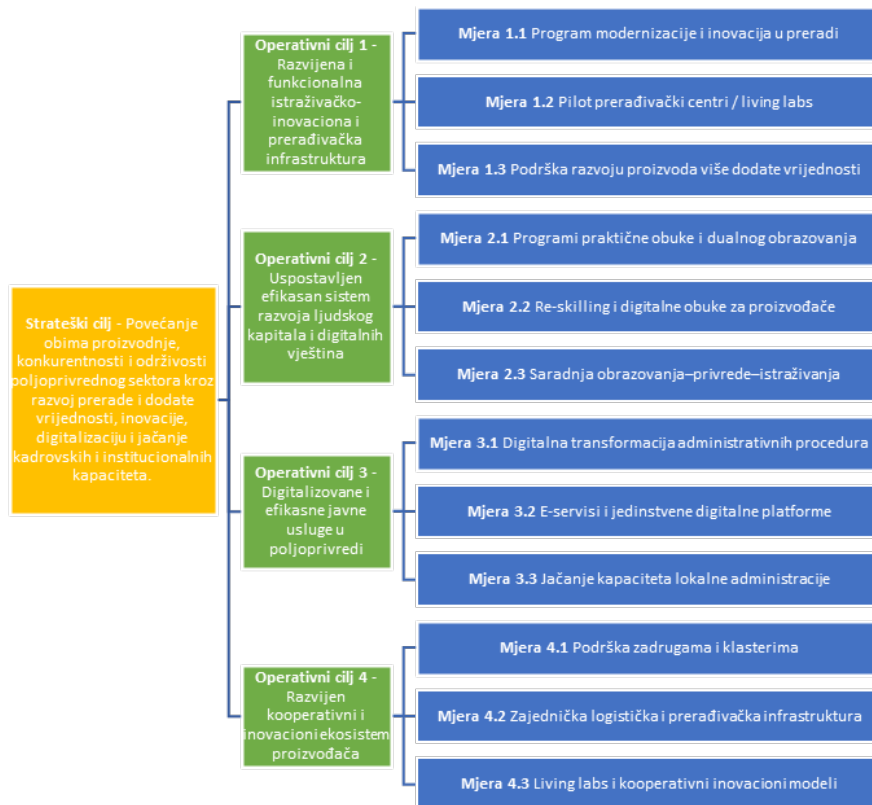 Strateški cilj - Povećanje
obima proizvodnje,
konkurentnosti i održivosti
poljoprivrednog sektora kroz
razvoj prerade i dodate
vrijednosti, inovacije,
digitalizaciju i jačanje
kadrovskih i institucionalnih
kapaciteta.
Operativni cilj 1 -
Razvijena i
funkcionalna
istraživačko-
inovaciona i
prerađivačka
infrastruktura
Mjera 1.1 Program modernizacije i inovacija u preradi
Mjera 1.2 Pilot prerađivački centri / living labs
Mjera 1.3 Podrška razvoju proizvoda više dodate vrijednosti
Operativni cilj 2 -
Uspostavljen
efikasan sistem
razvoja ljudskog
kapitala i digitalnih
vještina
Mjera 2.1 Programi praktične obuke i dualnog obrazovanja
Mjera 2.2 Re-skilling i digitalne obuke za proizvođače
Mjera 2.3 Saradnja obrazovanja–privrede–istraživanja
Operativni cilj 3 -
Digitalizovane i
efikasne javne
usluge u
poljoprivredi
Mjera 3.1 Digitalna transformacija administrativnih procedura
Mjera 3.2 E-servisi i jedinstvene digitalne platforme
Mjera 3.3 Jačanje kapaciteta lokalne administracije
Operativni cilj 4 -
Razvijen
kooperativni i
inovacioni ekosistem
proizvođača
Mjera 4.1 Podrška zadrugama i klasterima
Mjera 4.2 Zajednička logistička i prerađivačka infrastruktura
Mjera 4.3 Living labs i kooperativni inovacioni modeli